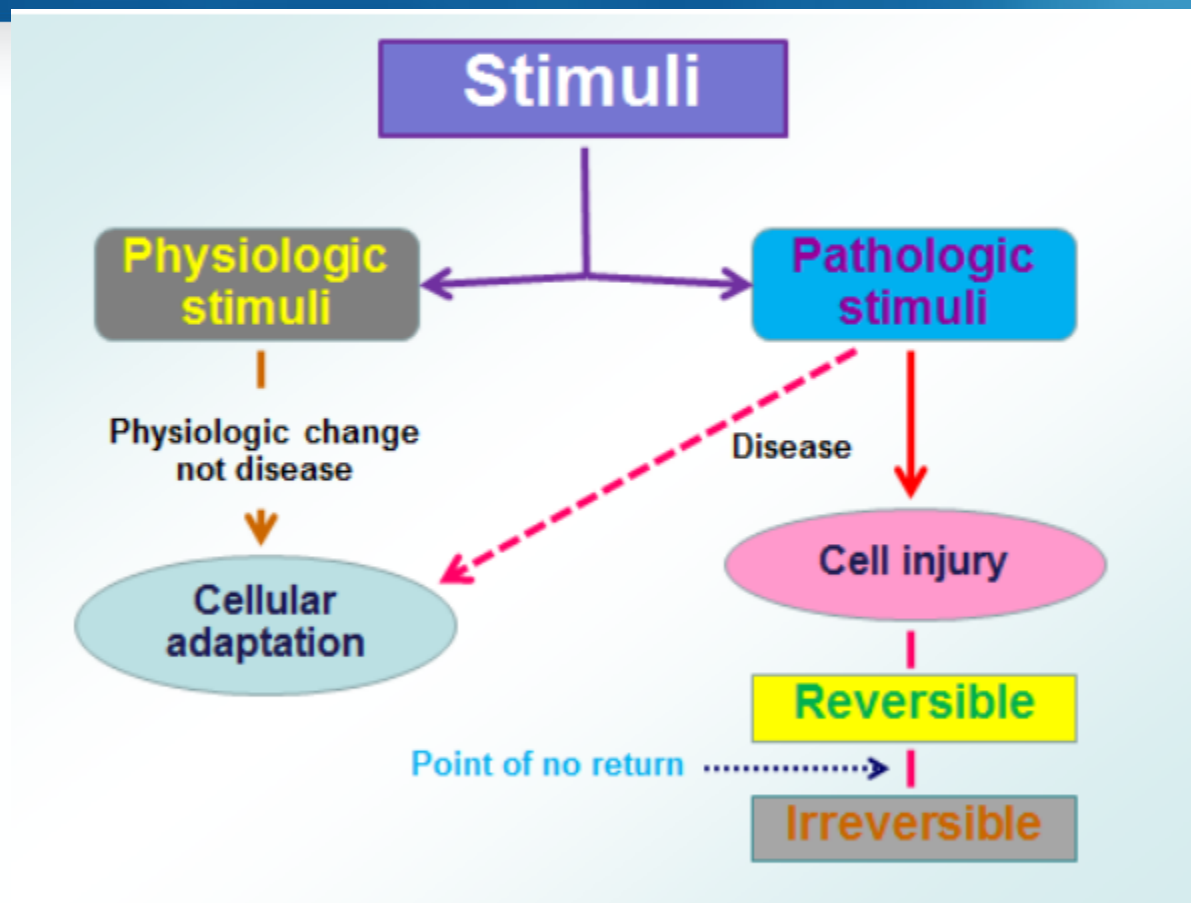 Stimuli
Physiologic
stimuli
Pathologic
stimuli
Physiologic change
not disease
Disease
Cellular
adaptation
Cell injury
Reversible
Point of no return
Irreversible